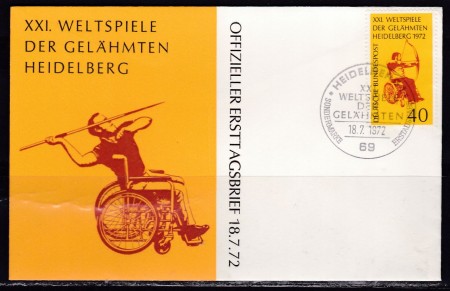 XXI. WELTSPIELE
DER GELÄHMTEN
HEIDELBERG
OFFIZIELLER ERSTTAGSBRIEF 18.7.72
XXI. WELTSPIELE
DER GELÄHMTEN
HEIDELBERG 1972
DEUTSCHE BUNDESPOST
40
HEIDELBERG
XXI.
WELTSPIELE
DER
GELÄHMTEN
18.7.1972
69